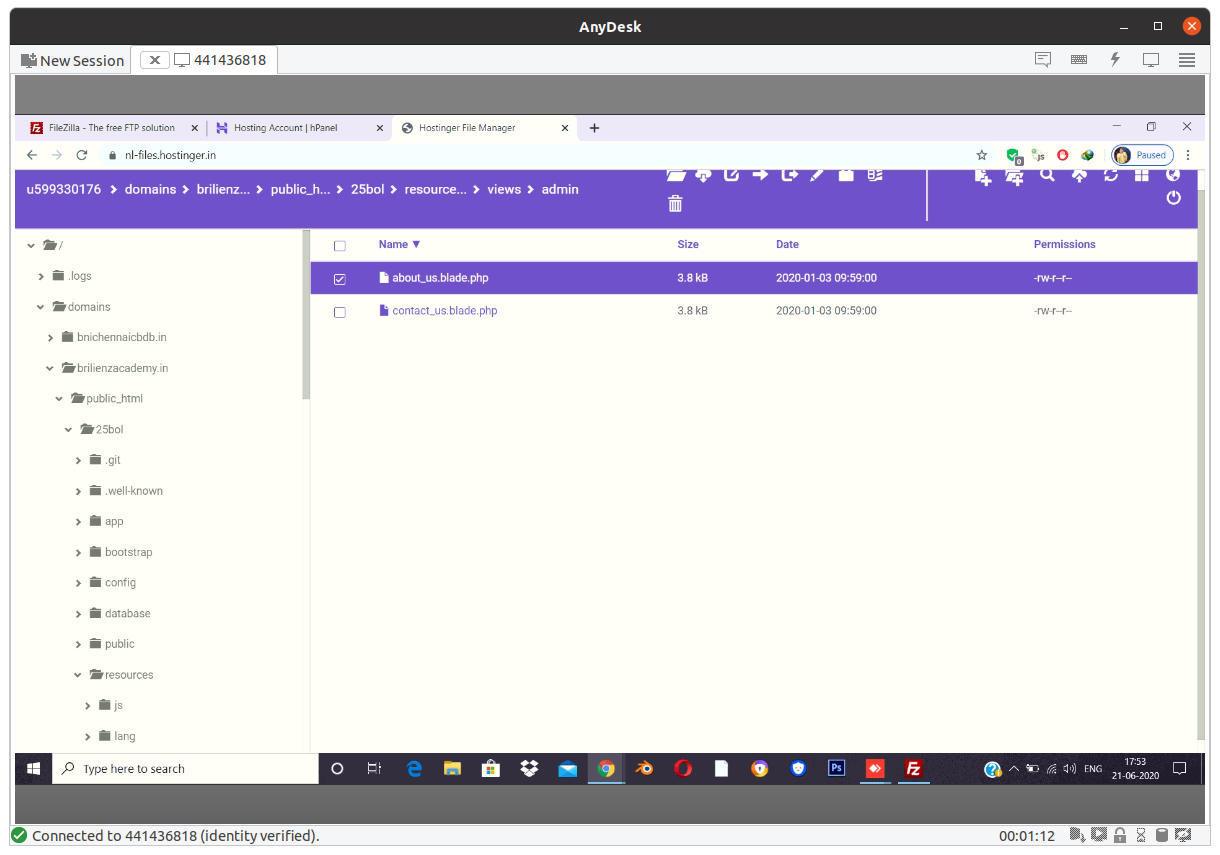 AnyDesk
New Session
441436818
FileZilla - The free FTP solution
Hosting Account | hPanel
Hostinger File Manager
nl-files.hostinger.in
0
js
Paused
u599330176 > domains > brilienz... > public_h... > 25bol > resource... > views > admin
/
Name ▼ Size Date Permissions
.logs
about_us.blade.php 3.8 kB 2020-01-03 09:59:00 -rw-r--r--
domains
contact_us.blade.php 3.8 kB 2020-01-03 09:59:00 -rw-r--r--
bnichennaicbdb.in
brilienzacademy.in
public_html
25bol
.git
.well-known
app
bootstrap
config
database
public
resources
js
lang
Type here to search
Ps
ENG
17:53
21-06-2020
Connected to 441436818 (identity verified).
00:01:12